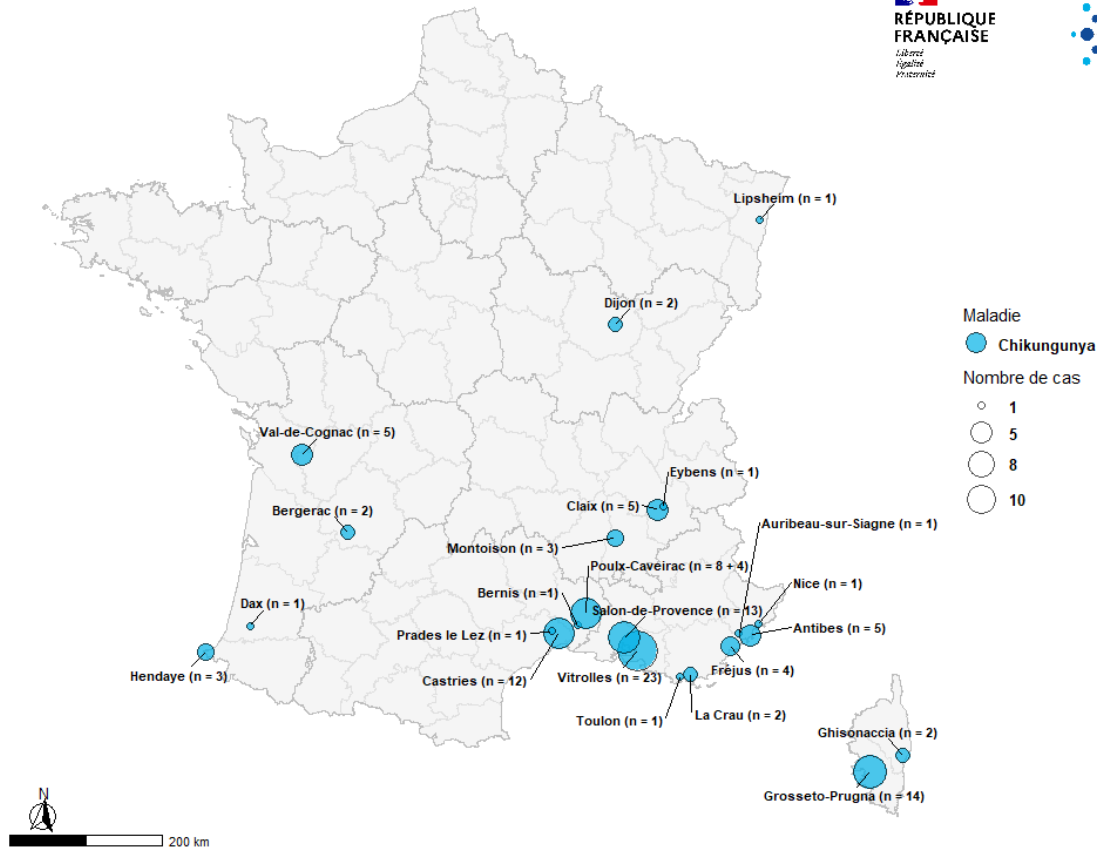 RÉPUBLIQUE
FRANÇAISE
Liberté
Égalité
Fraternité
Lipsheim (n = 1)
Dijon (n = 2)
Maladie
Chikungunya
Nombre de cas
1
5
8
10
Val-de-Cognac (n = 5)
Eybens (n = 1)
Claix (n = 5)
Bergerac (n = 2)
Auribeau-sur-Siagne (n = 1)
Montoison (n = 3)
Poulx-Caveirac (n = 8 + 4)
Nice (n = 1)
Bernis (n =1)
Dax (n = 1)
Salon-de-Provence (n = 13)
Antibes (n = 5)
Prades le Lez (n = 1)
Fréjus (n = 4)
Hendaye (n = 3)
Castries (n = 12)
Vitrolles (n = 23)
Toulon (n = 1)
La Crau (n = 2)
Ghisonaccia (n = 2)
Grosseto-Prugna (n = 14)
N
200 km